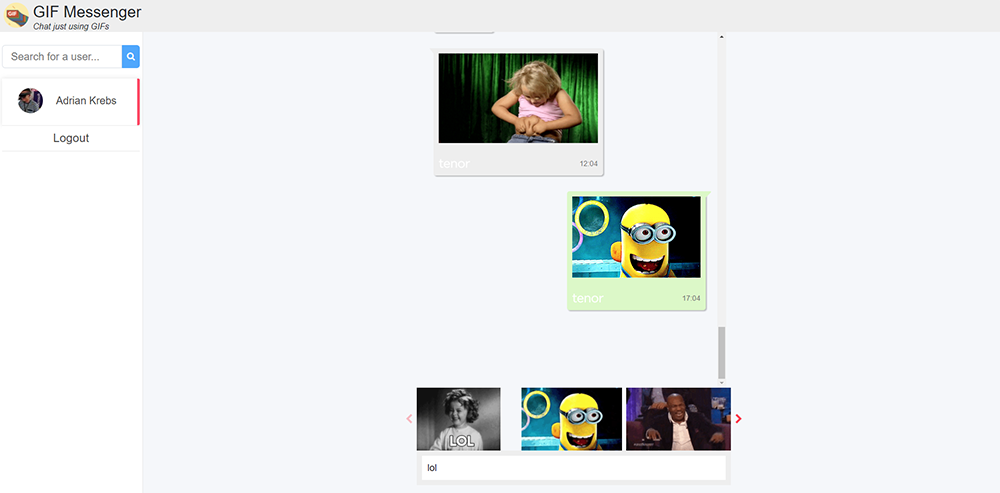 GIF
GIF Messenger
Chat just using GIFs
Search for a user...
Adrian Krebs
Logout
tenor
12:04
tenor
17:04
LOL
lol